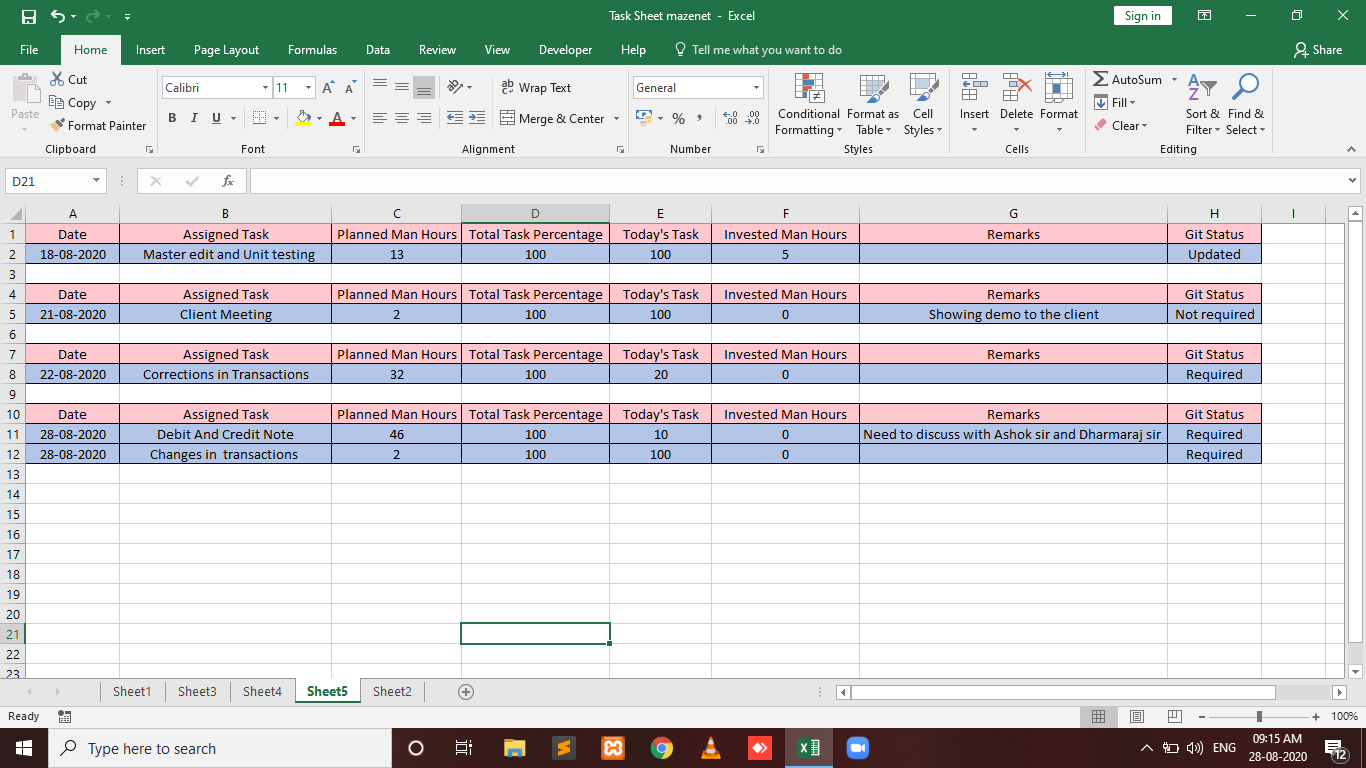 Task Sheet mazenet - Excel
Sign in
File Home Insert Page Layout Formulas Data Review View Developer Help Tell me what you want to do Share
Paste
Cut
Copy
Format Painter
Clipboard
Calibri 11
B I U
Font
Wrap Text
Merge & Center
Alignment
General
%
Number
Conditional Formatting
Format as Table
Cell Styles
Styles
Insert Delete Format
Cells
AutoSum
Fill
Clear
Sort & Filter
Find & Select
Editing
D21 fx
A B C D E F G H I
1 Date Assigned Task Planned Man Hours Total Task Percentage Today's Task Invested Man Hours Remarks Git Status
2 18-08-2020 Master edit and Unit testing 13 100 100 5 Updated
3
4 Date Assigned Task Planned Man Hours Total Task Percentage Today's Task Invested Man Hours Remarks Git Status
5 21-08-2020 Client Meeting 2 100 100 0 Showing demo to the client Not required
6
7 Date Assigned Task Planned Man Hours Total Task Percentage Today's Task Invested Man Hours Remarks Git Status
8 22-08-2020 Corrections in Transactions 32 100 20 0 Required
9
10 Date Assigned Task Planned Man Hours Total Task Percentage Today's Task Invested Man Hours Remarks Git Status
11 28-08-2020 Debit And Credit Note 46 100 10 0 Need to discuss with Ashok sir and Dharmaraj sir Required
12 28-08-2020 Changes in transactions 2 100 100 0 Required
13
14
15
16
17
18
19
20
21
22
23
Sheet1 Sheet3 Sheet4 Sheet5 Sheet2
Ready
100%
Type here to search
ENG
09:15 AM
28-08-2020
12